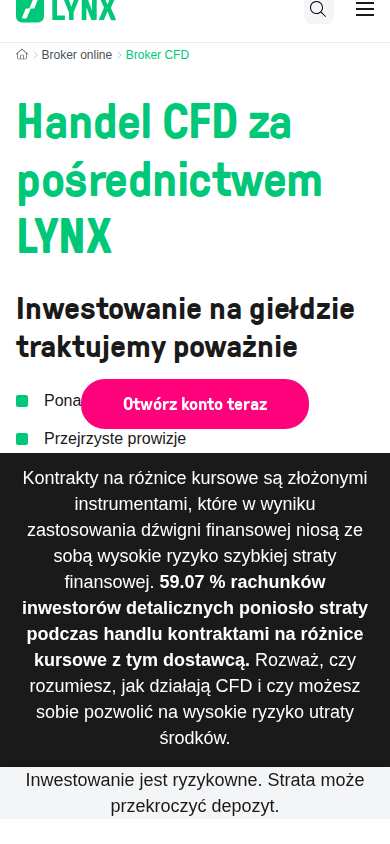 LYNX
Broker online
Broker CFD
Handel CFD za
pośrednictwem
LYNX
Inwestowanie na giełdzie
traktujemy poważnie
Otwórz konto teraz
Przejrzyste prowizje
Kontrakty na różnice kursowe są złożonymi
instrumentami, które w wyniku
zastosowania dźwigni finansowej niosą ze
sobą wysokie ryzyko szybkiej straty
finansowej. 59.07 % rachunków
inwestorów detalicznych poniosło straty
podczas handlu kontraktami na różnice
kursowe z tym dostawcą. Rozważ, czy
rozumiesz, jak działają CFD i czy możesz
sobie pozwolić na wysokie ryzyko utraty
środków.
Inwestowanie jest ryzykowne. Strata może
przekroczyć depozyt.